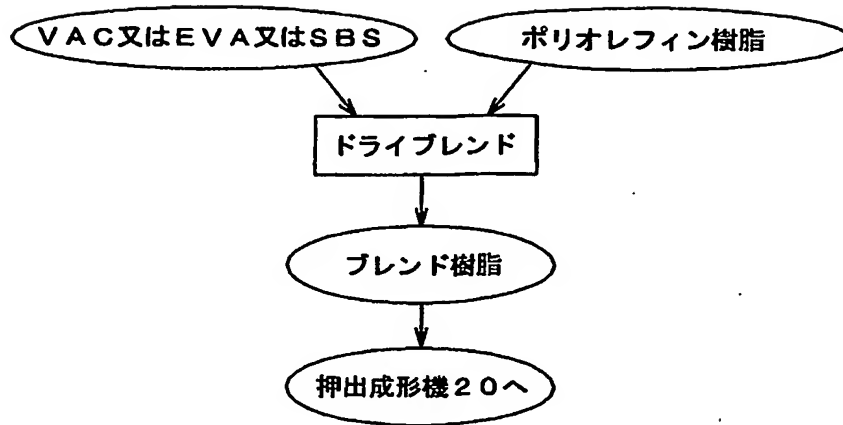 ＶＡＣ又はＥＶＡ又はＳＢＳ
ポリオレフィン樹脂
ドライブレンド
ブレンド樹脂
押出成形機２０へ